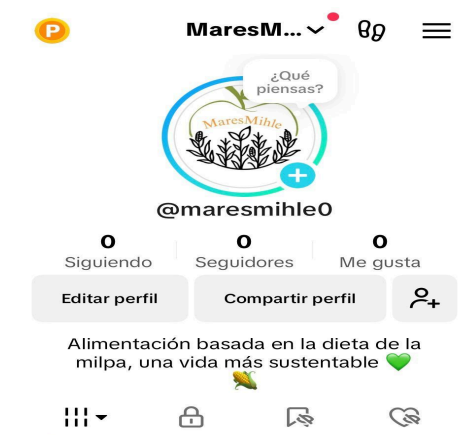 P
MaresM...
¿Qué
piensas?
MaresMihle
@maresmihle0
0 0 0
Siguiendo Seguidores Me gusta
Editar perfil Compartir perfil
Alimentación basada en la dieta de la
milpa, una vida más sustentable 💚
🌽